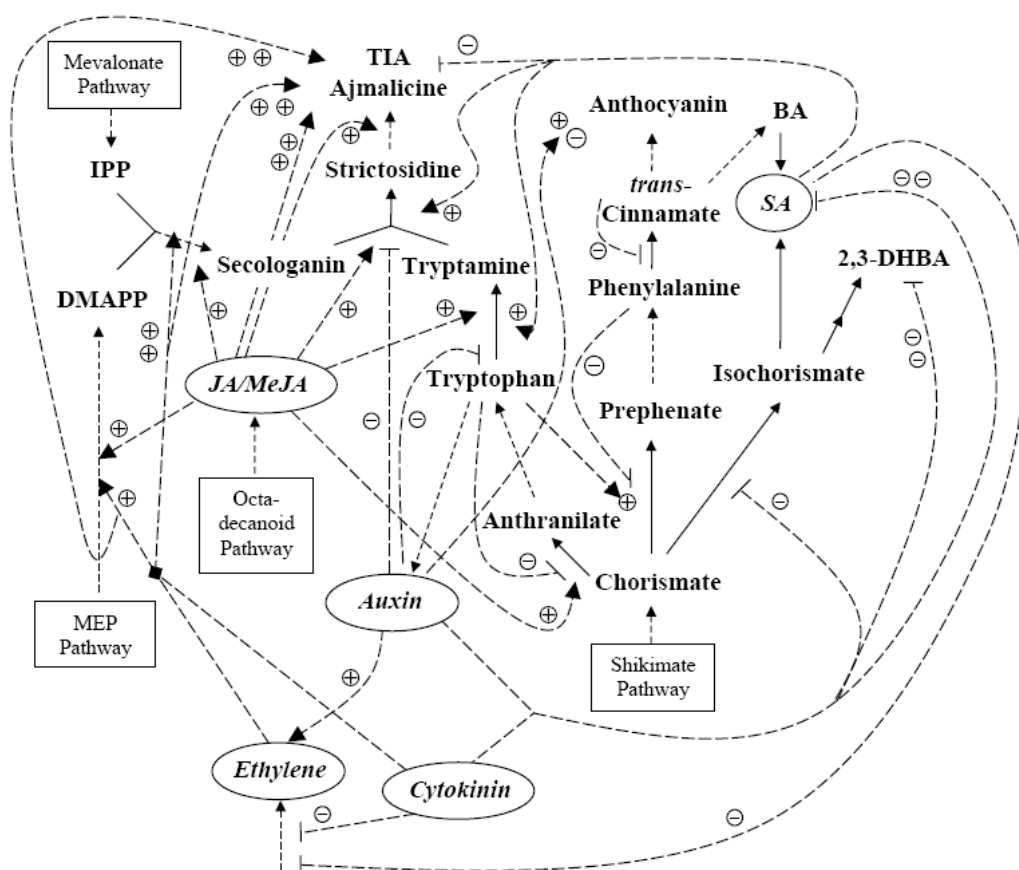 Mevalonate
Pathway
TIA
Ajmalicine
Anthocyanin
BA
IPP
Strictosidine
trans-
Cinnamate
SA
Secologanin
Tryptamine
2,3-DHBA
DMAPP
Phenylalanine
JA/MeJA
Tryptophan
Isochorismate
Prephenate
Octa-
decanoid
Pathway
Anthranilate
Chorismate
Auxin
MEP
Pathway
Shikimate
Pathway
Ethylene
Cytokinin